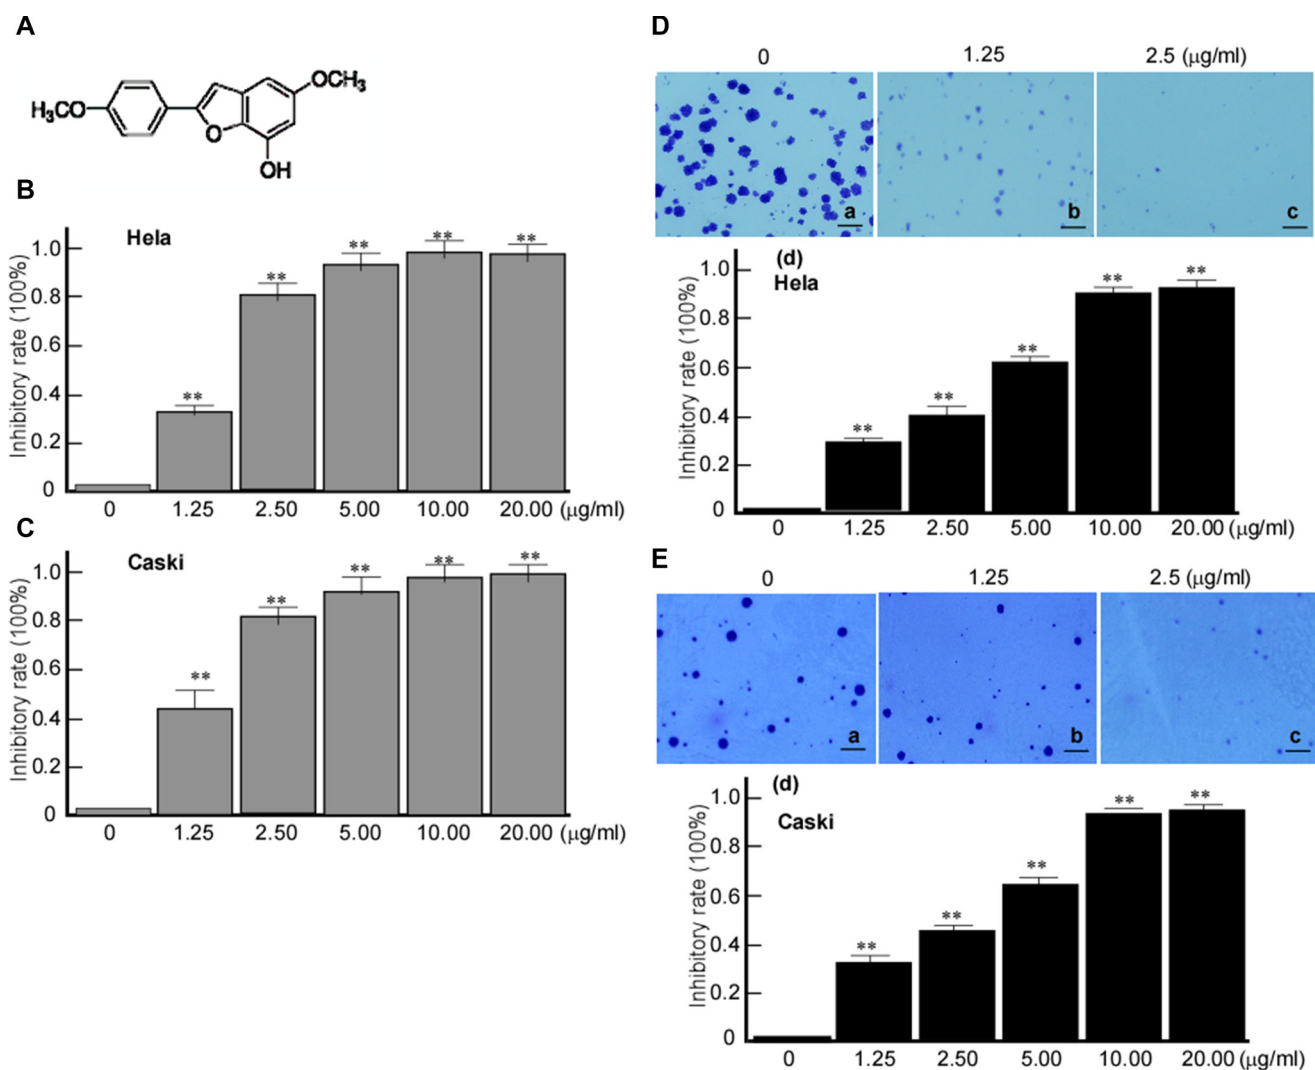 A
H₃CO
OCH₃
O
OH
B
Hela
Inhibitory rate (100%)
1.0
0.8
0.6
0.4
0.2
0
** ** ** ** **
0 1.25 2.50 5.00 10.00 20.00 (μg/ml)
C
Caski
Inhibitory rate (100%)
1.0
0.8
0.6
0.4
0.2
0
** ** ** ** **
0 1.25 2.50 5.00 10.00 20.00 (μg/ml)
D
0 1.25 2.5 (μg/ml)
a b c
(d)
Hela
Inhibitory rate (100%)
1.0
0.8
0.6
0.4
0.2
0
** ** ** ** **
0 1.25 2.50 5.00 10.00 20.00 (μg/ml)
E
0 1.25 2.5 (μg/ml)
a b c
(d)
Caski
Inhibitory rate (100%)
1.0
0.8
0.6
0.4
0.2
0
** ** ** ** **
0 1.25 2.50 5.00 10.00 20.00 (μg/ml)